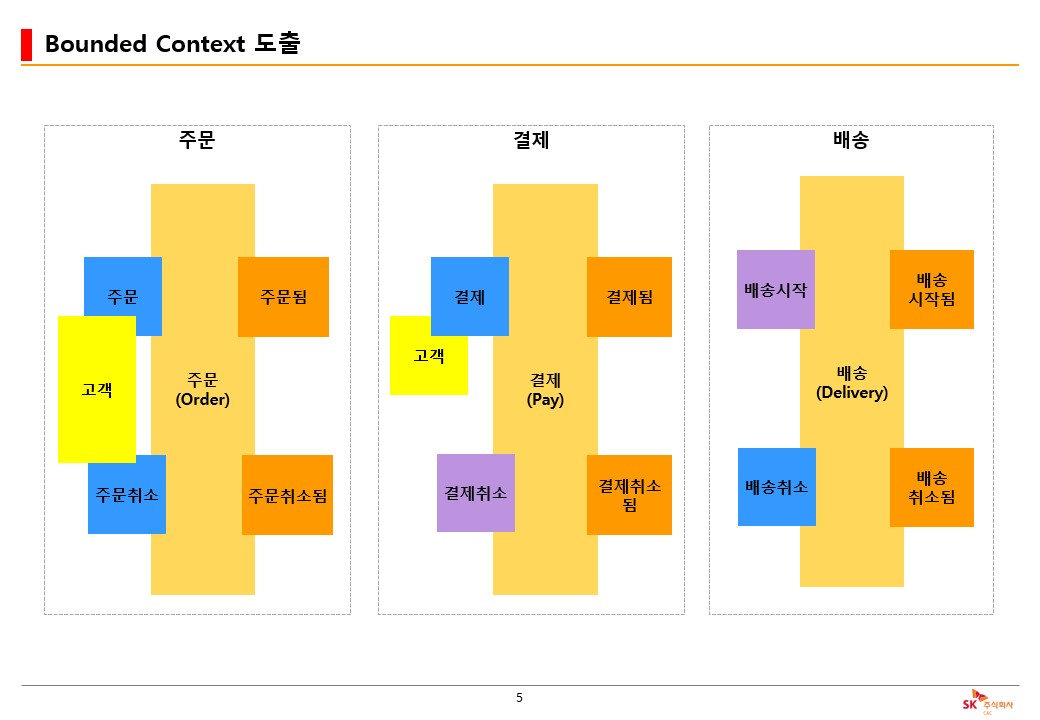 Bounded Context 도출
주문
주문
주문됨
고객
주문
(Order)
주문취소
주문취소됨
결제
결제
결제됨
고객
결제
(Pay)
결제취소
결제취소
됨
배송
배송시작
배송
시작됨
배송
(Delivery)
배송취소
배송
취소됨
5
SK 주식회사
C&C